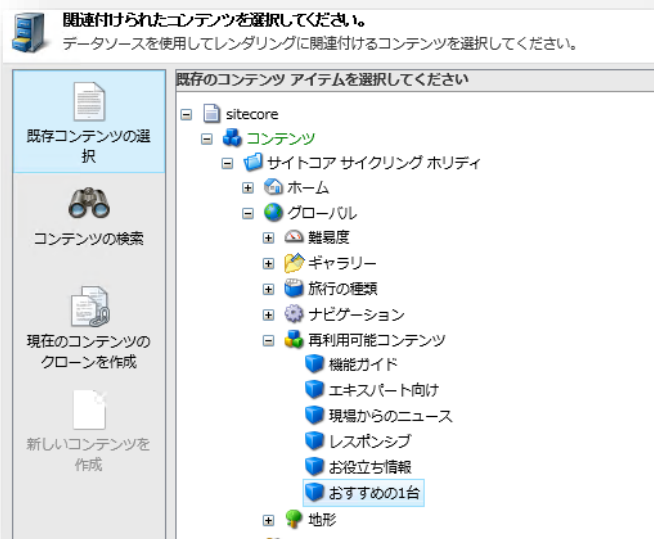 関連付けられたコンテンツを選択してください。
データソースを使用してレンダリングに関連付けるコンテンツを選択してください。
既存コンテンツの選
択
コンテンツの検索
現在のコンテンツの
クローンを作成
新しいコンテンツを
作成
既存のコンテンツ アイテムを選択してください
sitecore
コンテンツ
サイトコア サイクリング ホリディ
ホーム
グローバル
難易度
ギャラリー
旅行の種類
ナビゲーション
再利用可能コンテンツ
機能ガイド
エキスパート向け
現場からのニュース
レスポンシブ
お役立ち情報
おすすめの1台
地形